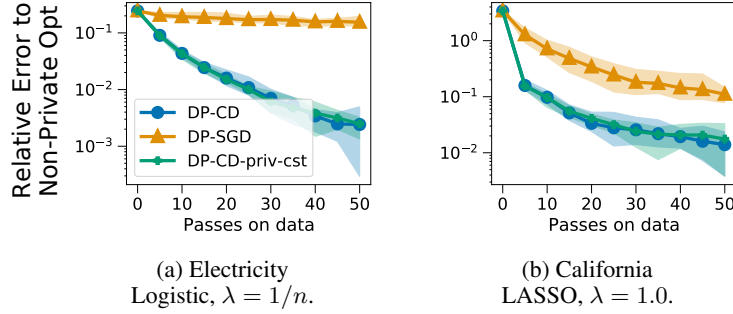 Relative Error to
Non-Private Opt
10⁻¹
10⁻²
10⁻³
DP-CD
DP-SGD
DP-CD-priv-cst
0 10 20 30 40 50
Passes on data
10⁰
10⁻¹
10⁻²
0 10 20 30 40 50
Passes on data
(a) Electricity
Logistic, λ = 1/n.
(b) California
LASSO, λ = 1.0.